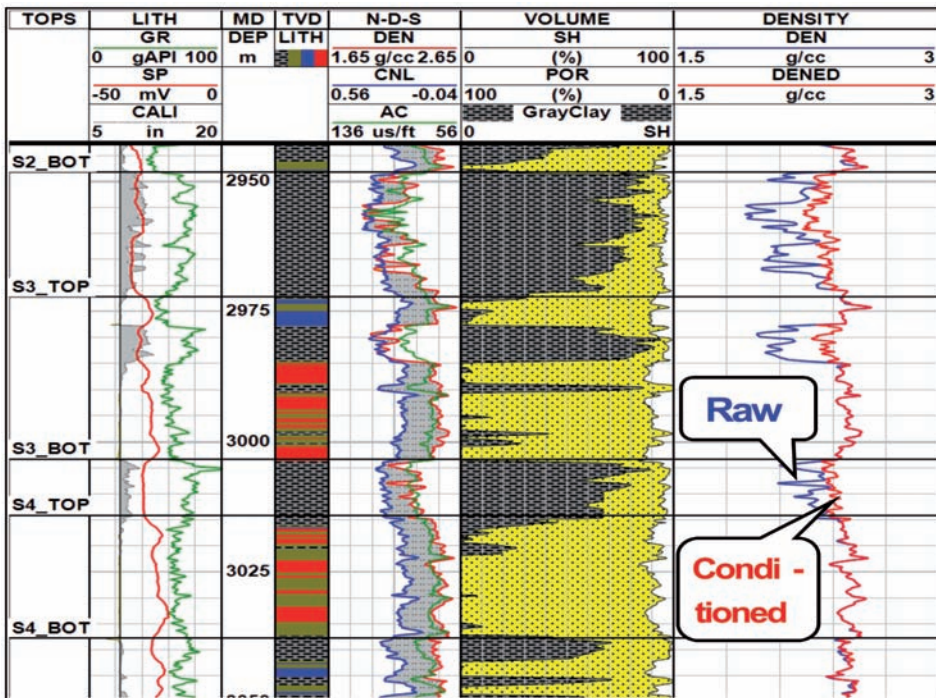 TOPS LITH MD TVD N-D-S VOLUME DENSITY
GR DEP LITH DEN SH DEN
0 gAPI 100 m 1.65 g/cc 2.65 0 (%) 100 1.5 g/cc 3
SP CNL POR DENED
-50 mV 0 0.56 -0.04 100 (%) 0 1.5 g/cc 3
CALI AC GrayClay
5 in 20 136 us/ft 56 0 SH
S2_BOT
2950
S3_TOP
2975
Raw
S3_BOT
3000
S4_TOP
3025
Condi -
tioned
S4_BOT